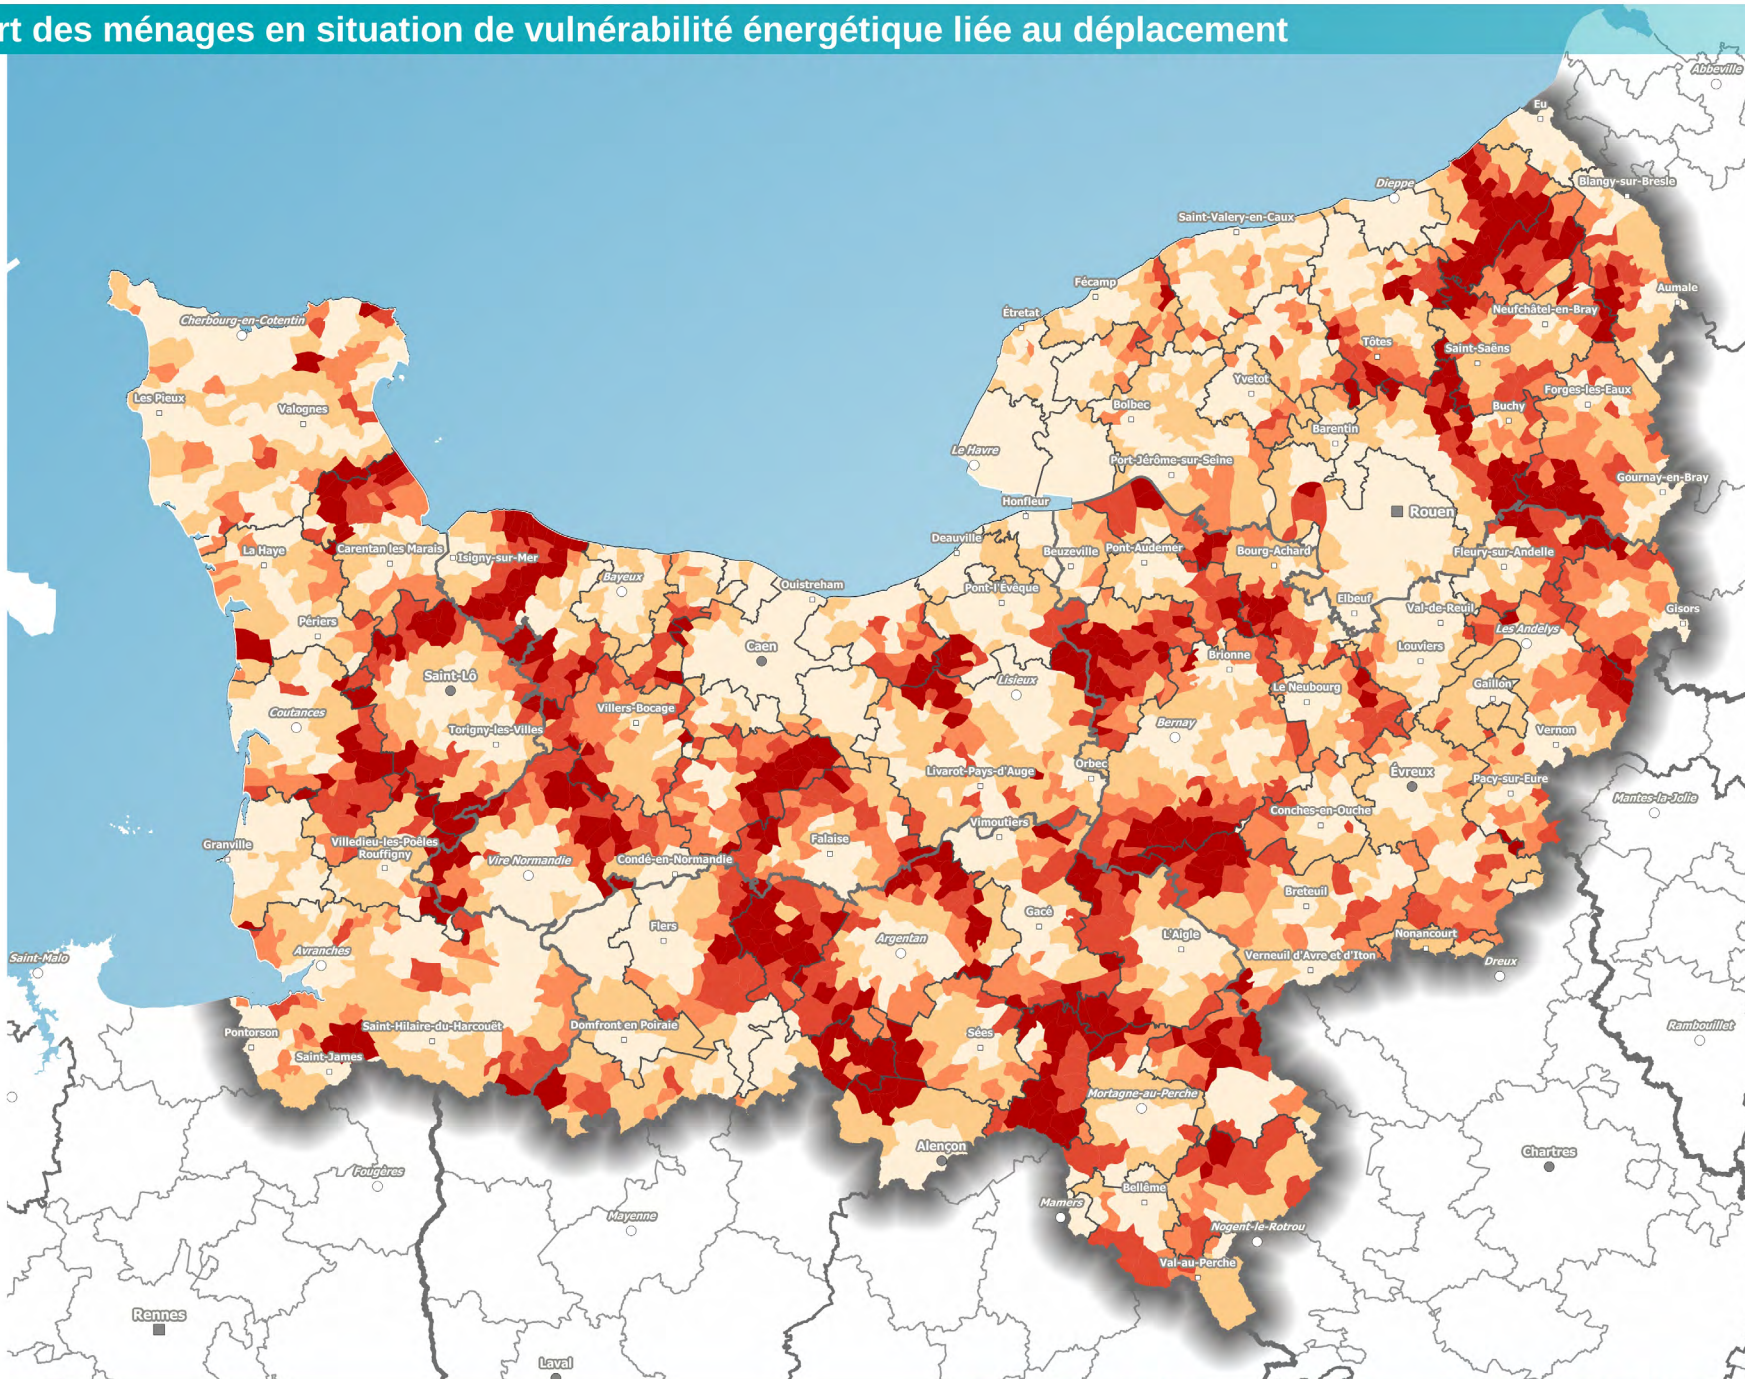 rt des ménages en situation de vulnérabilité énergétique liée au déplacement
Abbeville
Eu
Blangy-sur-Bresle
Dieppe
Saint-Valery-en-Caux
Fécamp
Aumale
Étretat
Neufchâtel-en-Bray
Cherbourg-en-Cotentin
Tôtes
Saint-Saëns
Yvetot
Forges-les-Eaux
Les Pieux
Valognes
Bolbec
Buchy
Barentin
Le Havre
Port-Jérôme-sur-Seine
Gournay-en-Bray
Honfleur
Rouen
Deauville
La Haye
Carentan les Marais
Isigny-sur-Mer
Beuzeville
Pont-Audemer
Bourg-Achard
Fleury-sur-Andelle
Bayeux
Ouistreham
Pont-l'Évêque
Elbeuf
Val-de-Reuil
Gisors
Périers
Les Andelys
Caen
Louviers
Brionne
Saint-Lô
Lisieux
Le Neubourg
Gaillon
Coutances
Villers-Bocage
Torigny-les-Villes
Bernay
Vernon
Orbec
Livarot-Pays-d'Auge
Évreux
Pacy-sur-Eure
Mantes-la-Jolie
Conches-en-Ouche
Vimoutiers
Granville
Villedieu-les-Poêles
Rouffigny
Falaise
Vire Normandie
Condé-en-Normandie
Breteuil
Gacé
Flers
Argentan
L'Aigle
Nonancourt
Avranches
Verneuil d'Avre et d'Iton
Saint-Malo
Dreux
Pontorson
Saint-Hilaire-du-Harcouët
Domfront en Poiraie
Sées
Rambouillet
Saint-James
Mortagne-au-Perche
Alençon
Chartres
Fougères
Bellême
Mamers
Mayenne
Nogent-le-Rotrou
Val-au-Perche
Rennes
Laval